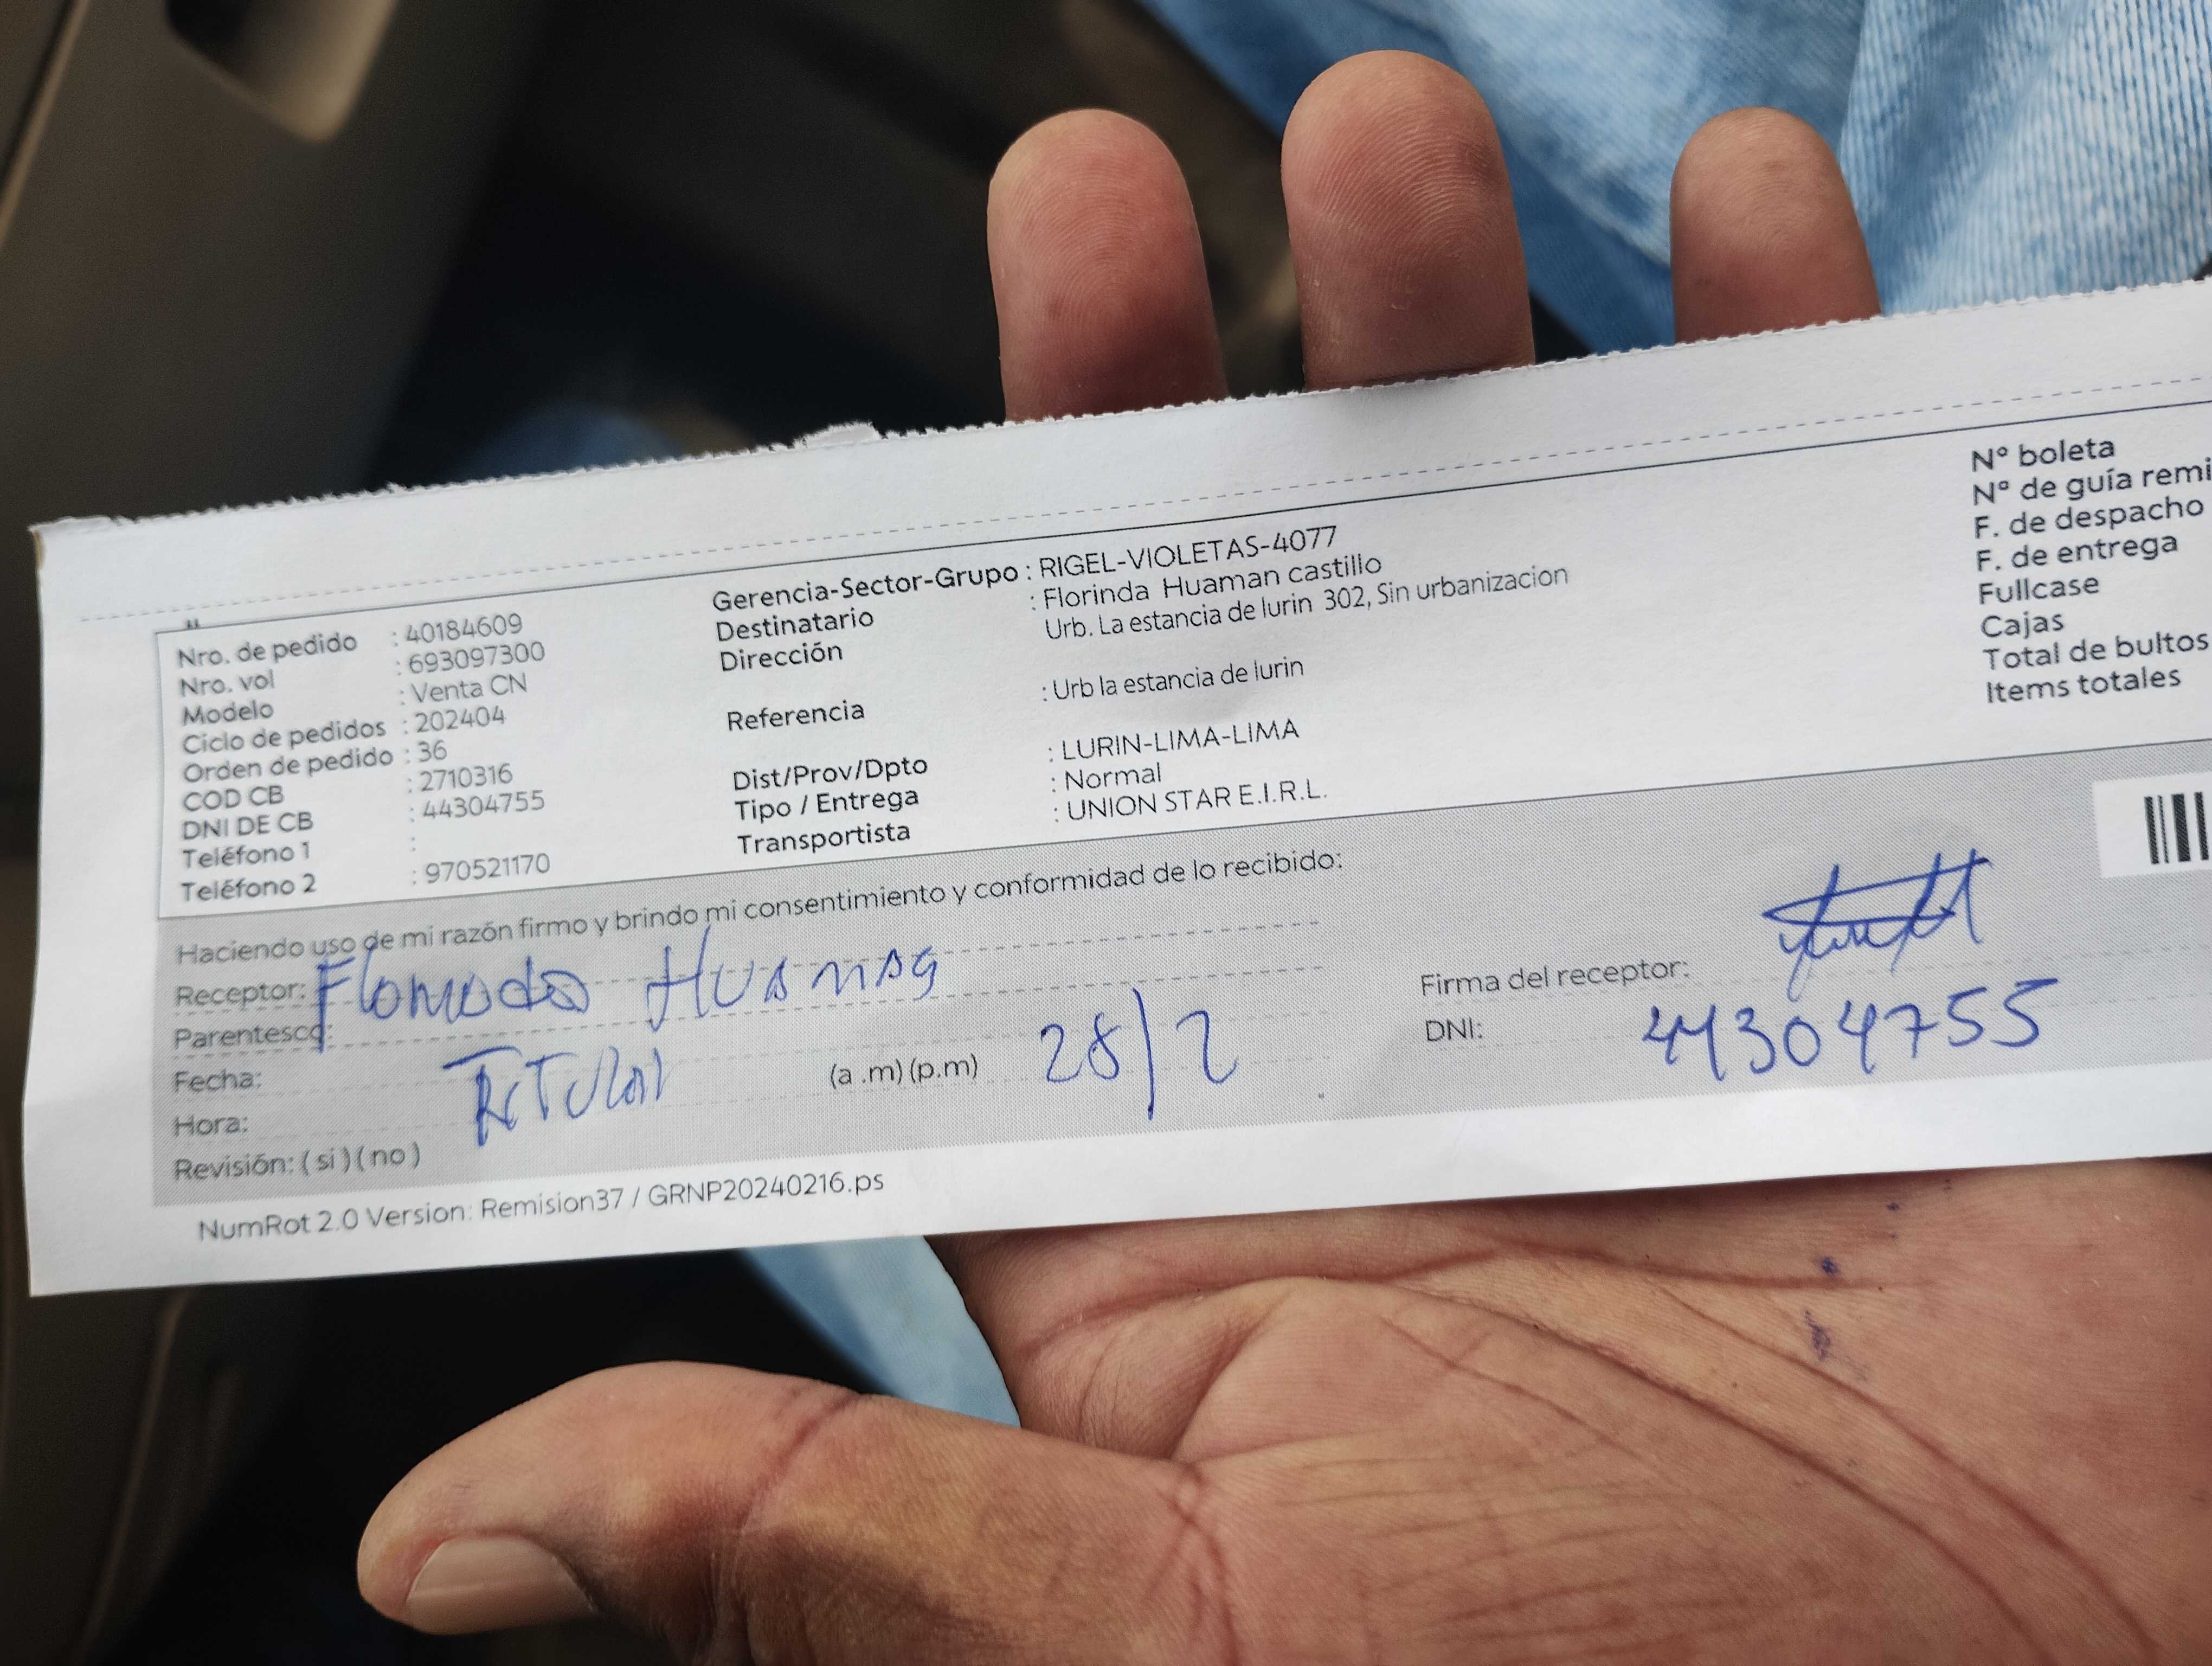 Nro. de pedido : 40184609
Nro. vol : 693097300
Modelo : Venta CN
Ciclo de pedidos : 202404
Orden de pedido : 36
COD CB : 2710316
DNI DE CB : 44304755
Teléfono 1 :
Teléfono 2 : 970521170
Gerencia-Sector-Grupo : RIGEL-VIOLETAS-4077
Destinatario : Florinda Huaman castillo
Dirección Urb. La estancia de lurin 302, Sin urbanizacion
Referencia : Urb la estancia de lurin
Dist/Prov/Dpto : LURIN-LIMA-LIMA
Tipo / Entrega : Normal
Transportista : UNION STAR E.I.R.L.
N° boleta
N° de guía remi
F. de despacho
F. de entrega
Fullcase
Cajas
Total de bultos
Items totales
Haciendo uso de mi razón firmo y brindo mi consentimiento y conformidad de lo recibido:
Receptor:
Parentesco:
Fecha: (a .m) (p.m) 28/2
Hora:
Revisión: ( si ) ( no )
Firma del receptor:
DNI: 44304755
NumRot 2.0 Version: Remision37 / GRNP20240216.ps